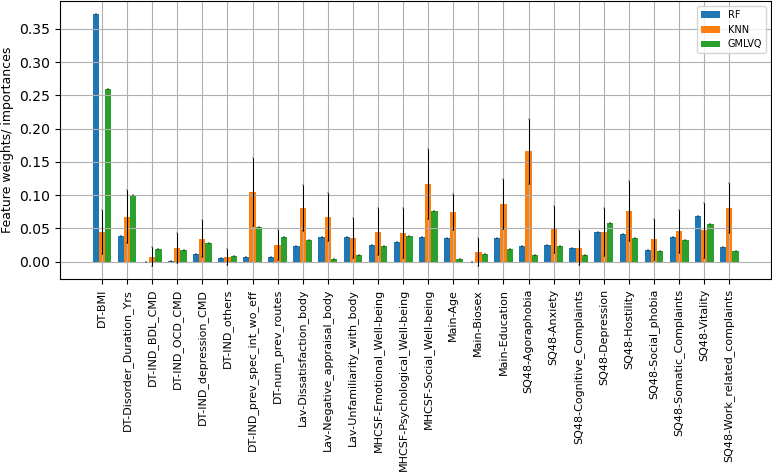 RF
KNN
GMLVQ
Feature weights/ importances
0.35
0.30
0.25
0.20
0.15
0.10
0.05
0.00
DT-BMI
DT-Disorder_Duration_Yrs
DT-IND_BDL_CMD
DT-IND_OCD_CMD
DT-IND_depression_CMD
DT-IND_others
DT-IND_prev_spec_int_wo_eff
DT-num_prev_routes
Lav-Dissatisfaction_body
Lav-Negative_appraisal_body
Lav-Unfamiliarity_with_body
MHCSF-Emotional_Well-being
MHCSF-Psychological_Well-being
MHCSF-Social_Well-being
Main-Age
Main-Biosex
Main-Education
SQ48-Agoraphobia
SQ48-Anxiety
SQ48-Cognitive_Complaints
SQ48-Depression
SQ48-Hostility
SQ48-Social_phobia
SQ48-Somatic_Complaints
SQ48-Vitality
SQ48-Work_related_complaints